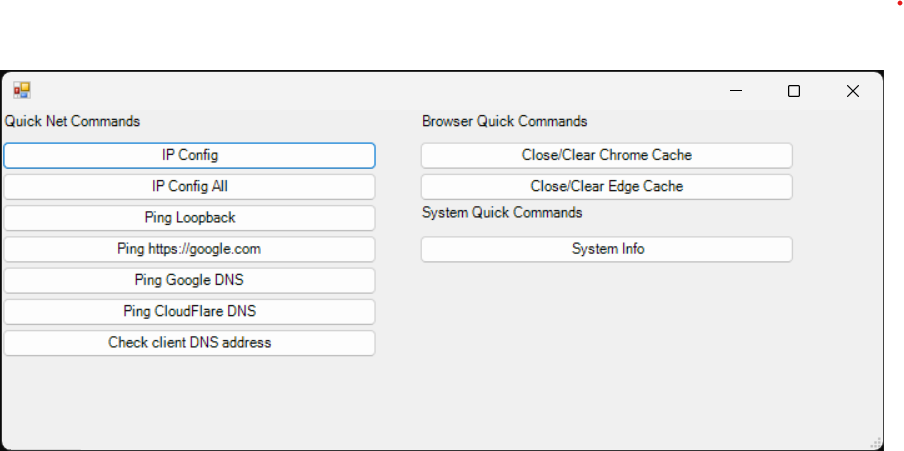 Quick Net Commands
IP Config
IP Config All
Ping Loopback
Ping https://google.com
Ping Google DNS
Ping CloudFlare DNS
Check client DNS address
Browser Quick Commands
Close/Clear Chrome Cache
Close/Clear Edge Cache
System Quick Commands
System Info